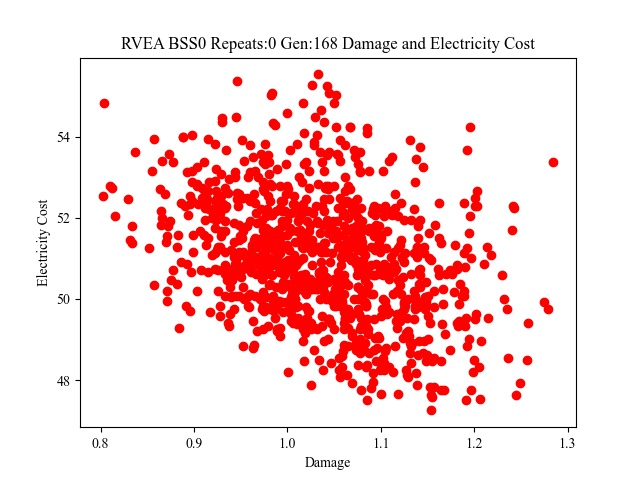 RVEA BSS0 Repeats:0 Gen:168 Damage and Electricity Cost
54
52
50
48
Electricity Cost
0.8 0.9 1.0 1.1 1.2 1.3
Damage